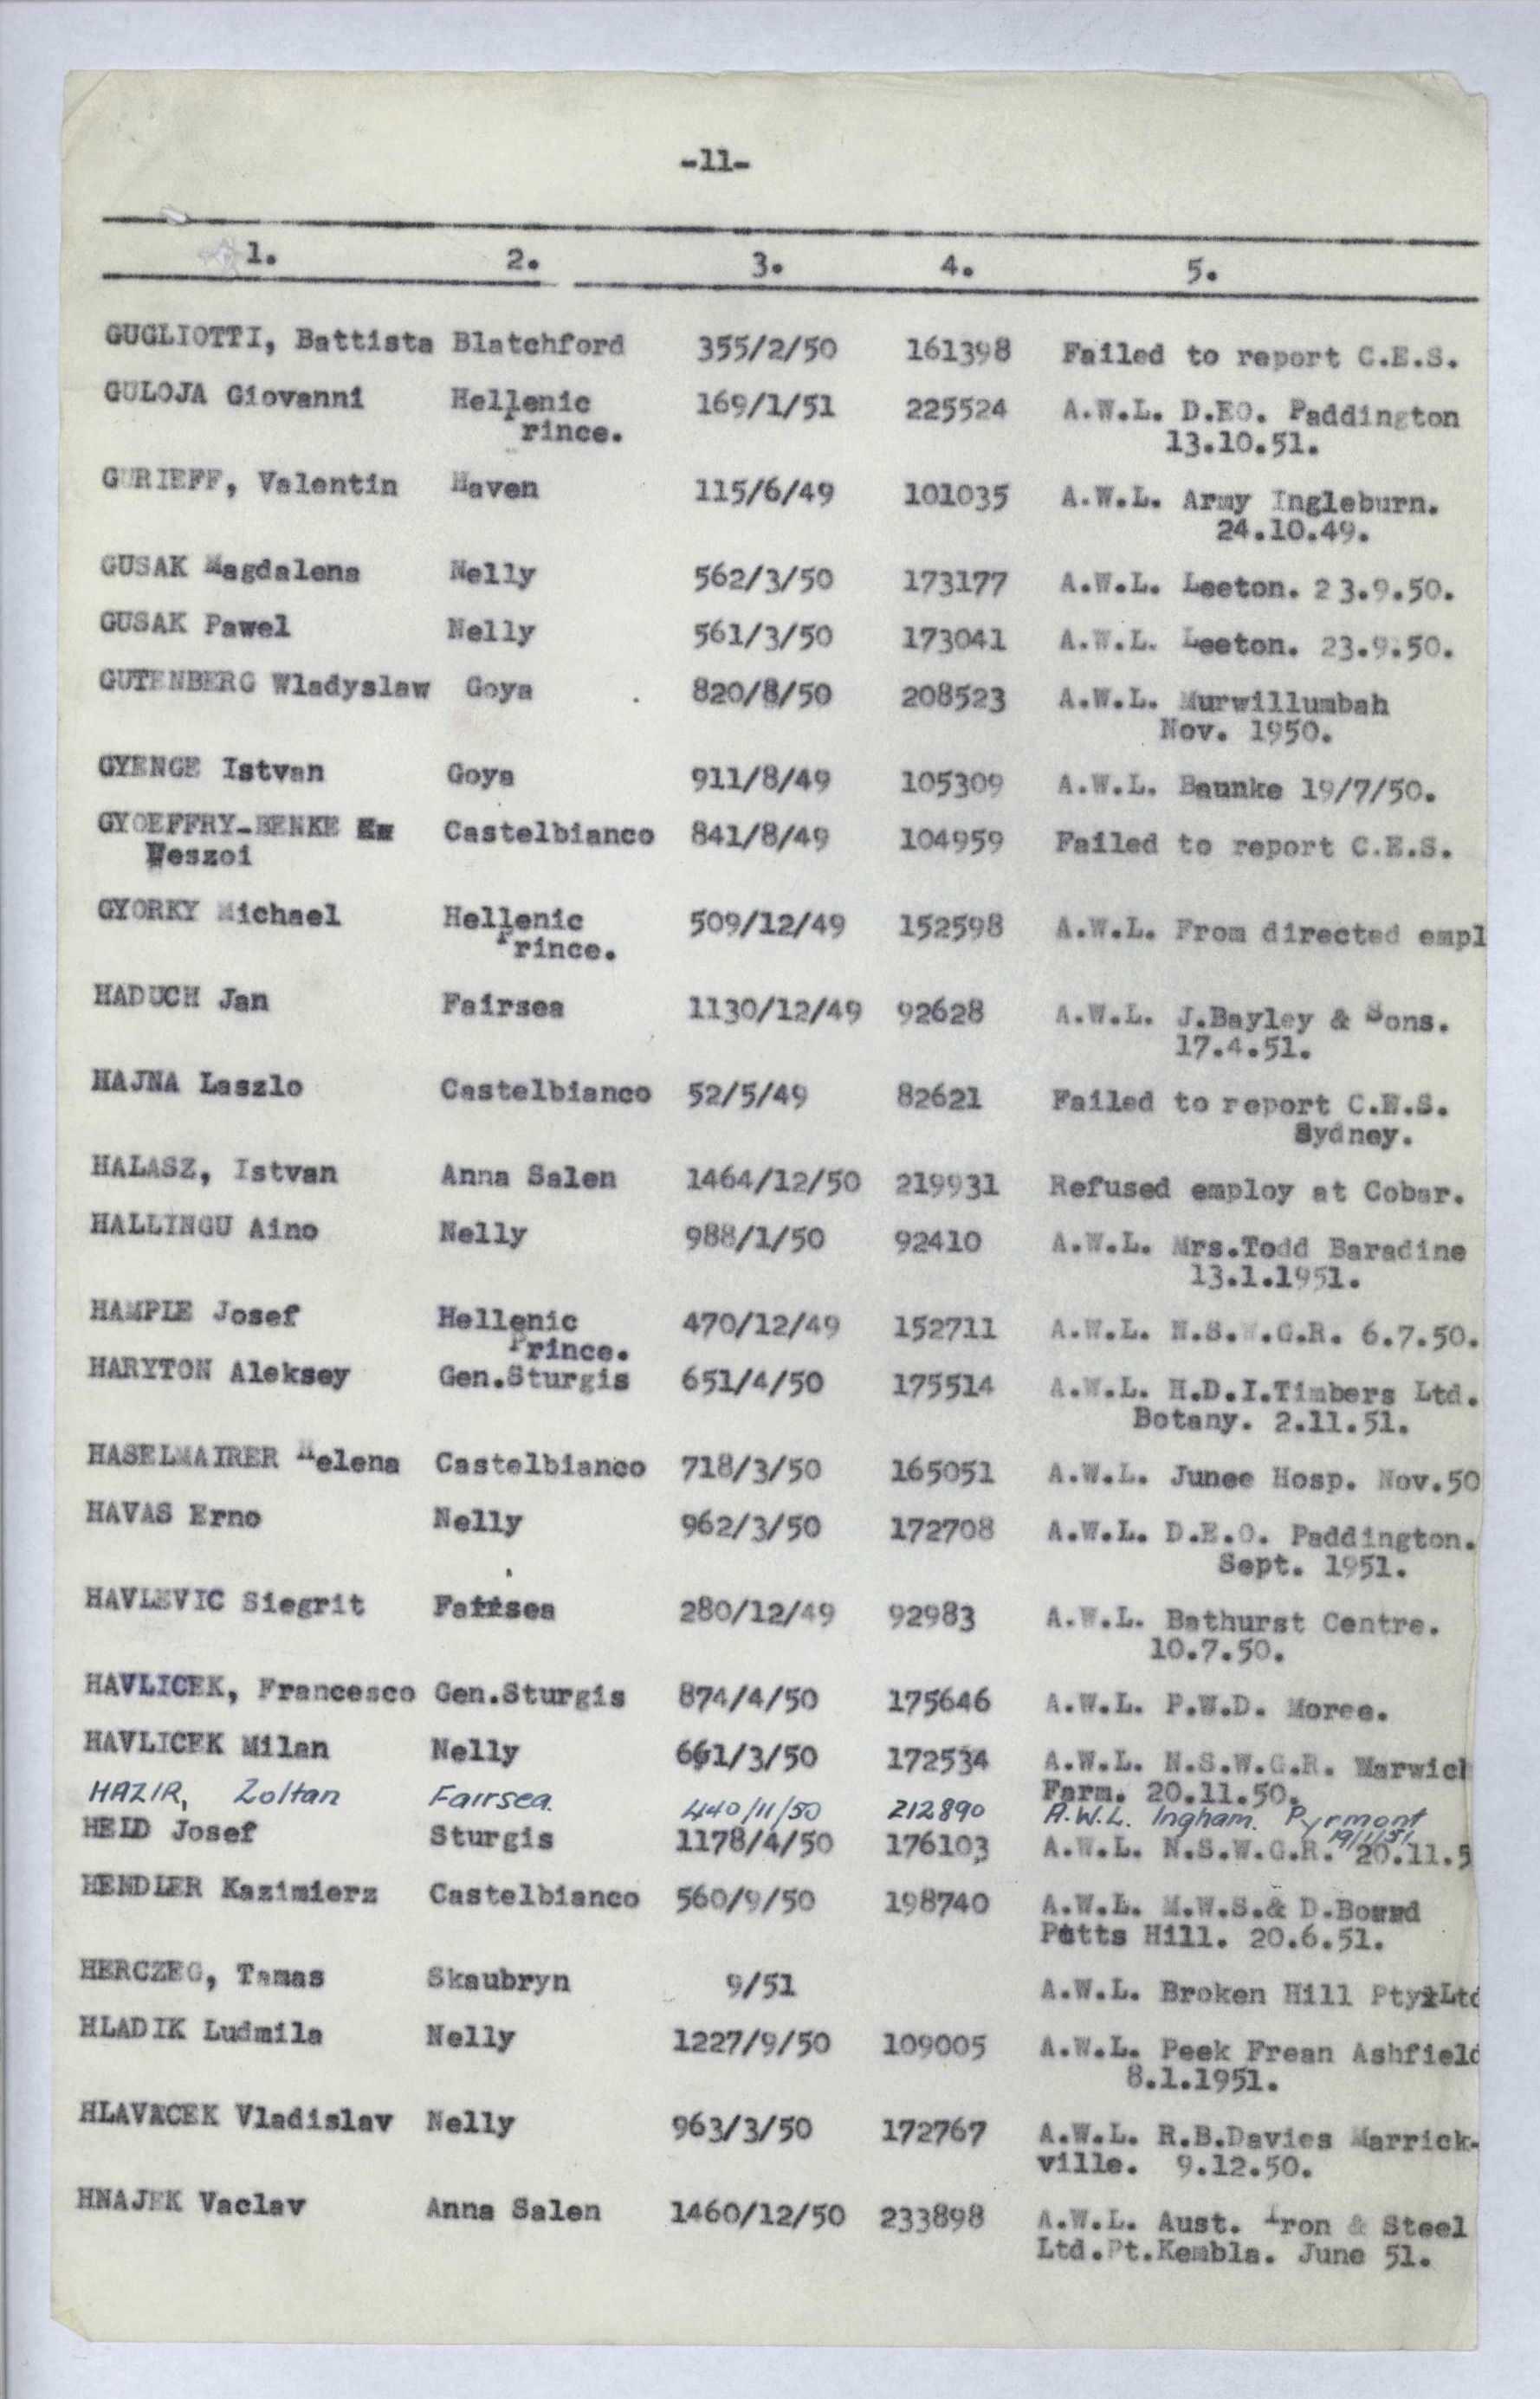 -11-
1. 2. 3. 4. 5.
GUGLIOTTI, Battista Blatchford 355/2/50 161398 Failed to report C.E.S.
GULOJA Giovanni Hellenic 169/1/51 225524 A.W.L. D.EO. Paddington
Prince. 13.10.51.
GURIEFF, Valentin Haven 115/6/49 101035 A.W.L. Army Ingleburn.
24.10.49.
GUSAK Magdalena Nelly 562/3/50 173177 A.W.L. Leeton. 23.9.50.
GUSAK Pawel Nelly 561/3/50 173041 A.W.L. Leeton. 23.9.50.
GUTENBERG Wladyslaw Goya 820/8/50 208523 A.W.L. Murwillumbah
Nov. 1950.
GYENGE Istvan Goya 911/8/49 105309 A.W.L. Baunke 19/7/50.
GYOEFFRY-BENKE Castelbianco 841/8/49 104959 Failed to report C.E.S.
Weszoi
GYORKY Michael Hellenic 509/12/49 152598 A.W.L. From directed empl
Prince.
HADUCH Jan Fairsea 1130/12/49 92628 A.W.L. J.Bayley & Sons.
17.4.51.
HAJNA Laszlo Castelbianco 52/5/49 82621 Failed to report C.E.S.
Sydney.
HALASZ, Istvan Anna Salen 1464/12/50 219931 Refused employ at Cobar.
HALLINGU Aino Nelly 988/1/50 92410 A.W.L. Mrs.Todd Baradine
13.1.1951.
HAMPLE Josef Hellenic 470/12/49 152711 A.W.L. N.S.W.G.R. 6.7.50.
Prince.
HARYTON Aleksey Gen.Sturgis 651/4/50 175514 A.W.L. H.D.I.Timbers Ltd.
Botany. 2.11.51.
HASELMAIRER Helena Castelbianco 718/3/50 165051 A.W.L. Junee Hosp. Nov.50
HAVAS Erno Nelly 962/3/50 172708 A.W.L. D.E.O. Paddington.
Sept. 1951.
HAVLEVIC Siegrit Fairsea 280/12/49 92983 A.W.L. Bathurst Centre.
10.7.50.
HAVLICEK, Francesco Gen.Sturgis 874/4/50 175646 A.W.L. P.W.D. Moree.
HAVLICEK Milan Nelly 661/3/50 172534 A.W.L. N.S.W.G.R. Warwich
Farm. 20.11.50.
HAZIR, Zoltan Fairsea. 440/11/50 212890 A.W.L. Ingham. Pyrmont
19/1/51.
HELD Josef Sturgis 1178/4/50 176103 A.W.L. N.S.W.G.R. 20.11.5
HENDLER Kazimierz Castelbianco 560/9/50 198740 A.W.L. M.W.S.& D.Board
Potts Hill. 20.6.51.
HERCZEG, Tamas Skaubryn 9/51 A.W.L. Broken Hill Pty.Ltd
HLADIK Ludmila Nelly 1227/9/50 109005 A.W.L. Peek Frean Ashfield
8.1.1951.
HLAVACEK Vladislav Nelly 963/3/50 172767 A.W.L. R.B.Davies Marrick-
ville. 9.12.50.
HNAJEK Vaclav Anna Salen 1460/12/50 233898 A.W.L. Aust. Iron & Steel
Ltd.Pt.Kembla. June 51.